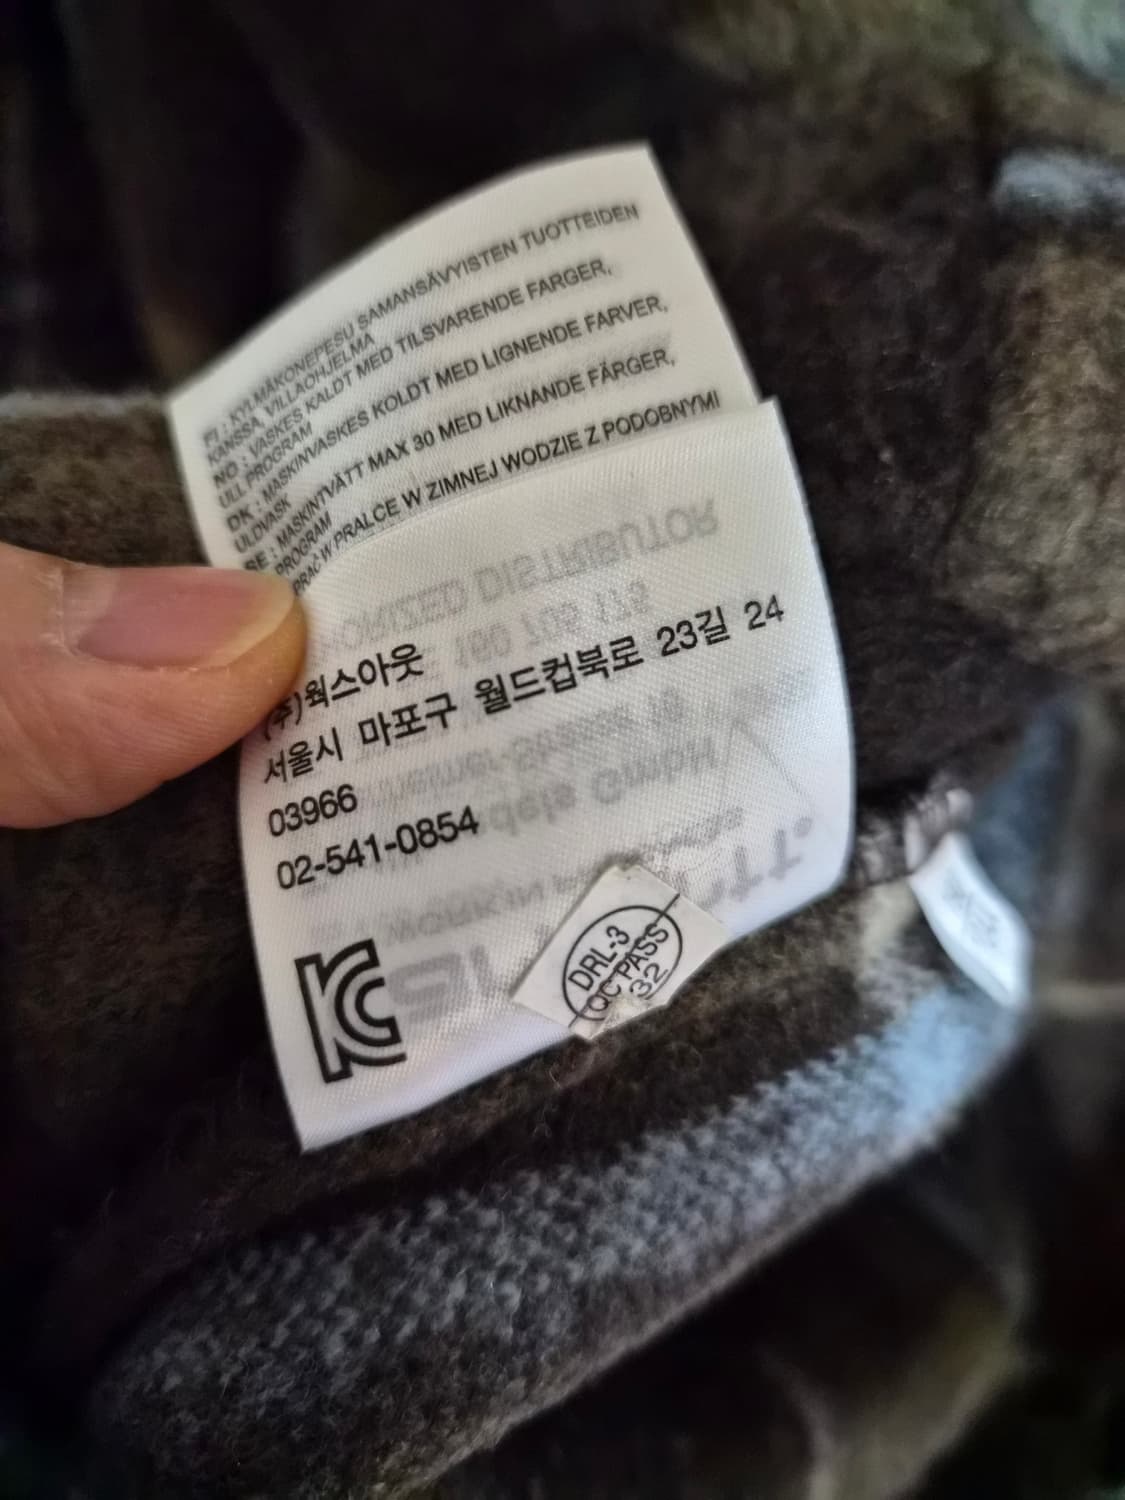 FI : KYLMÄKONEPESU SAMANSÄVYISTEN TUOTTEIDEN
KANSSA, VILLAOHJELMA
NO : VASKES KALDT MED TILSVARENDE FARGER,
ULL PROGRAM
DK : MASKINVASKES KOLDT MED LIGNENDE FARVER,
ULDVASK
SE : MASKINTVÄTT MAX 30 MED LIKNANDE FÄRGER,
PROGRAM
PRAĆ W PRALCE W ZIMNEJ WODZIE Z PODOBNYMI
(주)웍스아웃
서울시 마포구 월드컵북로 23길 24
03966
02-541-0854
DRL-3
QC PASS
32